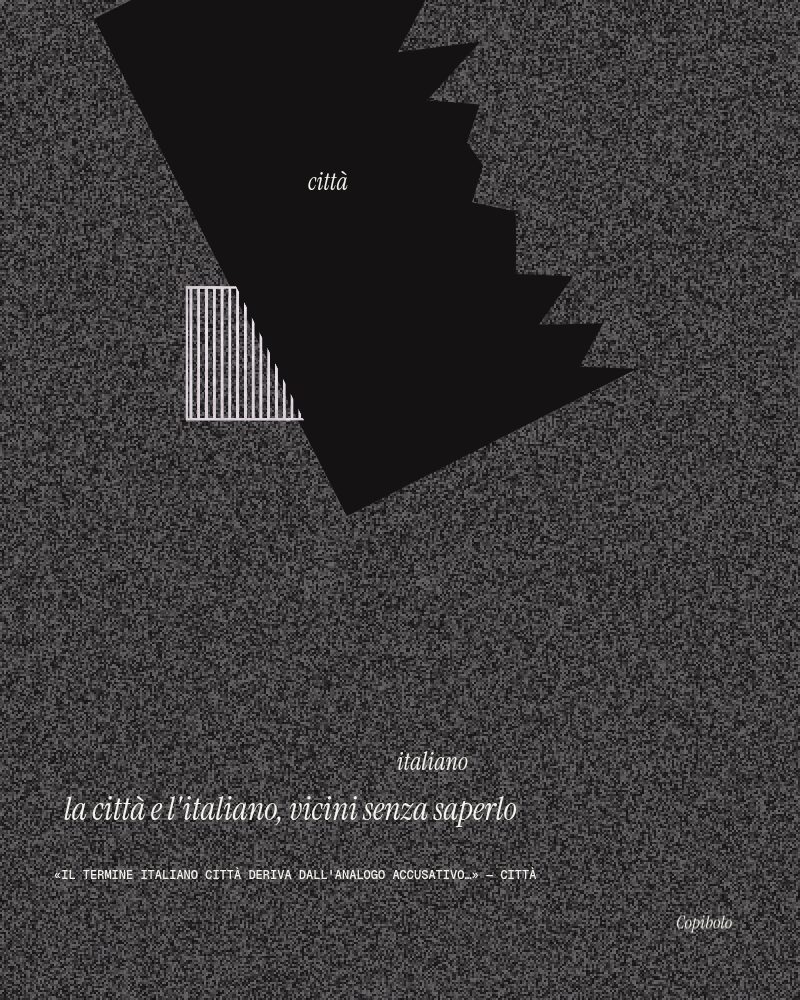 città
italiano
la città e l'italiano, vicini senza saperlo
«IL TERMINE ITALIANO CITTÀ DERIVA DALL'ANALOGO ACCUSATIVO…» — CITTÀ
Copibolo